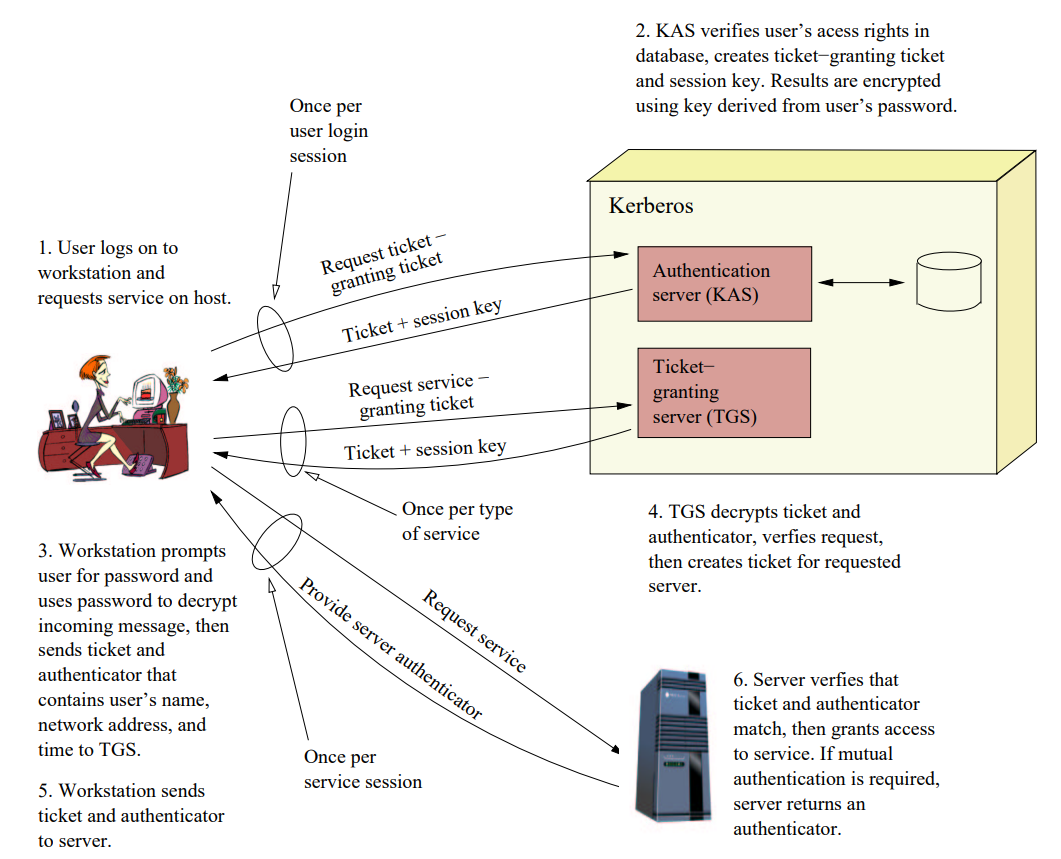 2. KAS verifies user's acess rights in
database, creates ticket−granting ticket
and session key. Results are encrypted
using key derived from user's password.
Once per
user login
session
Kerberos
1. User logs on to
workstation and
requests service on host.
Request ticket −
granting ticket
Authentication
server (KAS)
Ticket + session key
Request service −
granting ticket
Ticket−
granting
server (TGS)
Ticket + session key
Once per type
of service
4. TGS decrypts ticket and
authenticator, verfies request,
then creates ticket for requested
server.
3. Workstation prompts
user for password and
uses password to decrypt
incoming message, then
sends ticket and
authenticator that
contains user's name,
network address, and
time to TGS.
Request service
Provide server authenticator
6. Server verfies that
ticket and authenticator
match, then grants access
to service. If mutual
authentication is required,
server returns an
authenticator.
Once per
service session
5. Workstation sends
ticket and authenticator
to server.